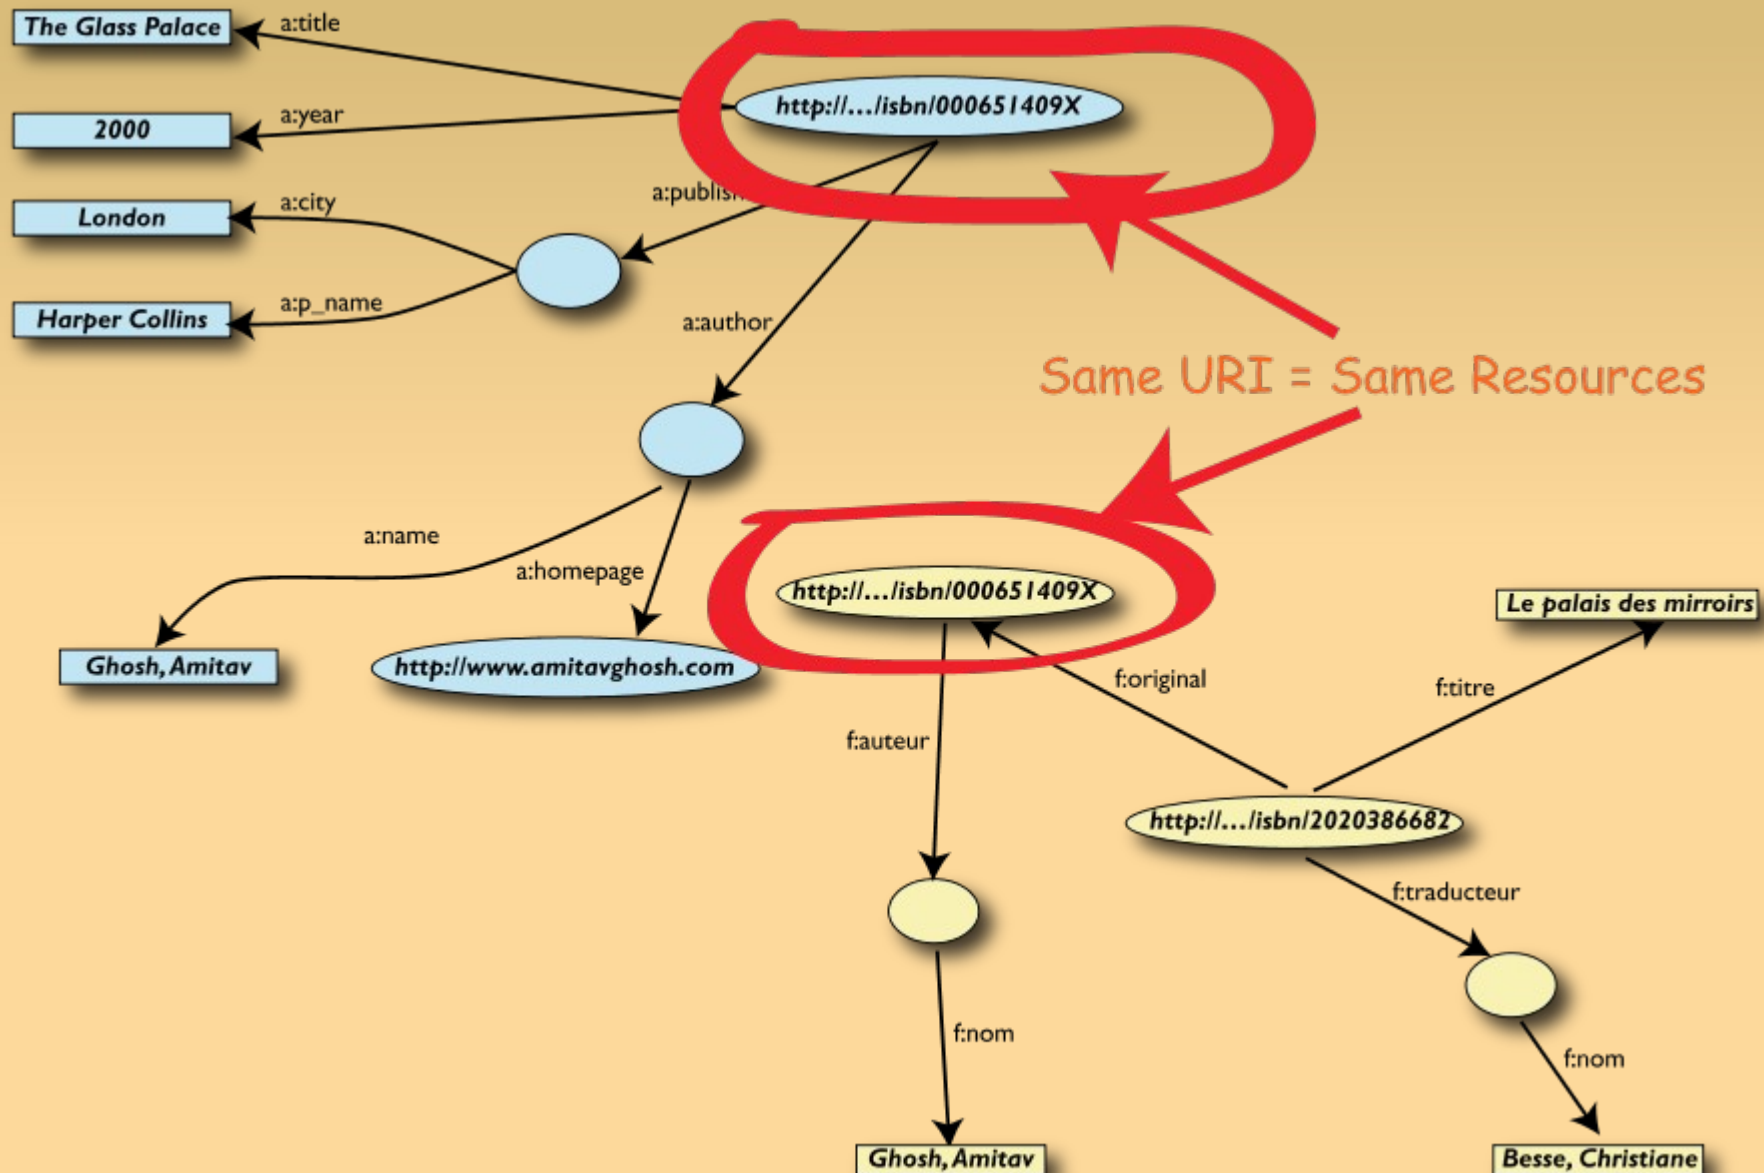 The Glass Palace
a:title
http://.../isbn/000651409X
2000
a:year
London
a:city
Harper Collins
a:p_name
a:author
Same URI = Same Resources
a:name
a:homepage
Ghosh, Amitav
http://www.amitavghosh.com
http://.../isbn/000651409X
Le palais des mirroirs
f:original
f:titre
f:auteur
http://.../isbn/2020386682
f:traducteur
f:nom
f:nom
Ghosh, Amitav
Besse, Christiane